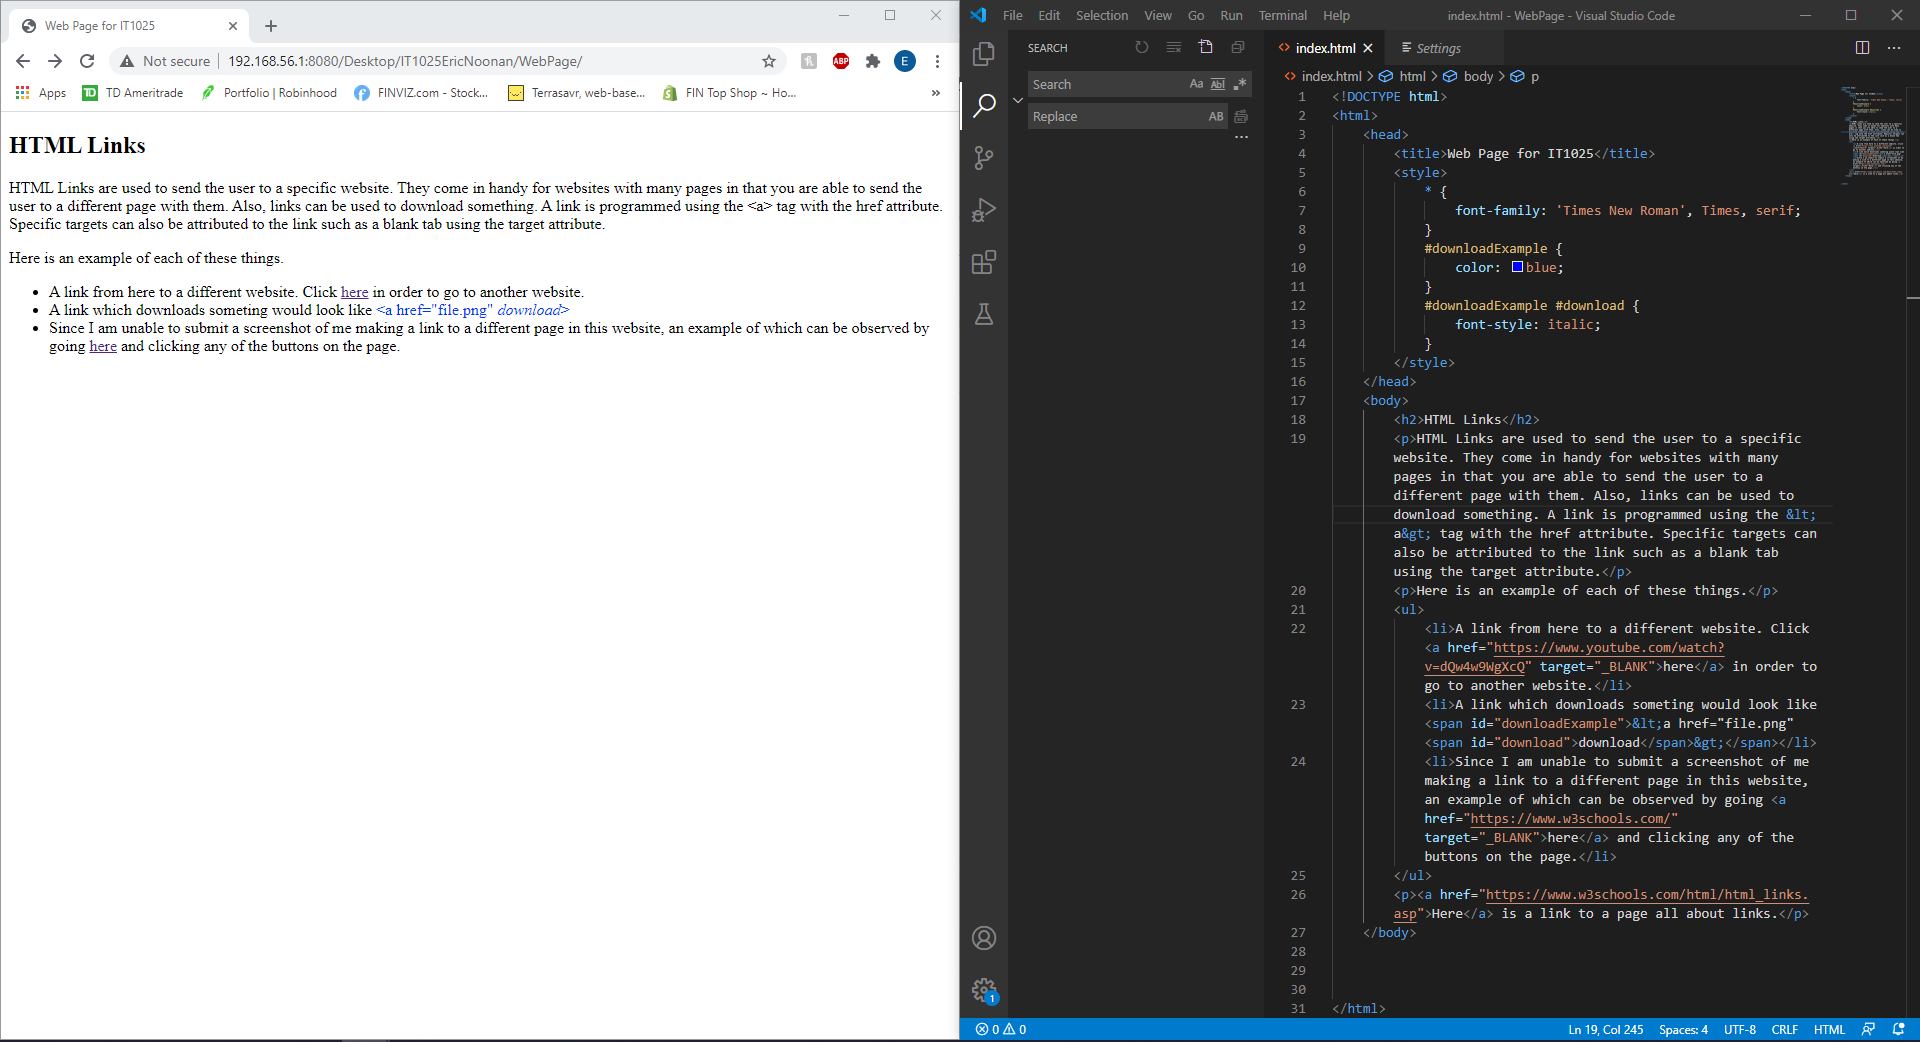 Web Page for IT1025
Not secure 192.168.56.1:8080/Desktop/IT1025EricNoonan/WebPage/
ABP
E
Apps TD Ameritrade Portfolio | Robinhood FINVIZ.com - Stock... Terrasavr, web-base... FIN Top Shop ~ Ho... »
HTML Links
HTML Links are used to send the user to a specific website. They come in handy for websites with many pages in that you are able to send the
user to a different page with them. Also, links can be used to download something. A link is programmed using the <a> tag with the href attribute.
Specific targets can also be attributed to the link such as a blank tab using the target attribute.
Here is an example of each of these things.
• A link from here to a different website. Click here in order to go to another website.
• A link which downloads someting would look like <a href="file.png" download>
• Since I am unable to submit a screenshot of me making a link to a different page in this website, an example of which can be observed by
going here and clicking any of the buttons on the page.
File Edit Selection View Go Run Terminal Help index.html - WebPage - Visual Studio Code
SEARCH
Search Aa Abl .*
Replace AB
...
1
index.html Settings
index.html > html > body > p
1 <!DOCTYPE html>
2 <html>
3 <head>
4 <title>Web Page for IT1025</title>
5 <style>
6 * {
7 font-family: 'Times New Roman', Times, serif;
8 }
9 #downloadExample {
10 color: blue;
11 }
12 #downloadExample #download {
13 font-style: italic;
14 }
15 </style>
16 </head>
17 <body>
18 <h2>HTML Links</h2>
19 <p>HTML Links are used to send the user to a specific
website. They come in handy for websites with many
pages in that you are able to send the user to a
different page with them. Also, links can be used to
download something. A link is programmed using the &lt;
a&gt; tag with the href attribute. Specific targets can
also be attributed to the link such as a blank tab
using the target attribute.</p>
20 <p>Here is an example of each of these things.</p>
21 <ul>
22 <li>A link from here to a different website. Click
<a href="https://www.youtube.com/watch?
v=dQw4w9WgXcQ" target="_BLANK">here</a> in order to
go to another website.</li>
23 <li>A link which downloads someting would look like
<span id="downloadExample">&lt;a href="file.png"
<span id="download">download</span>&gt;</span></li>
24 <li>Since I am unable to submit a screenshot of me
making a link to a different page in this website,
an example of which can be observed by going <a
href="https://www.w3schools.com/"
target="_BLANK">here</a> and clicking any of the
buttons on the page.</li>
25 </ul>
26 <p><a href="https://www.w3schools.com/html/html_links.
asp">Here</a> is a link to a page all about links.</p>
27 </body>
28
29
30
31 </html>
0 0 Ln 19, Col 245 Spaces: 4 UTF-8 CRLF HTML